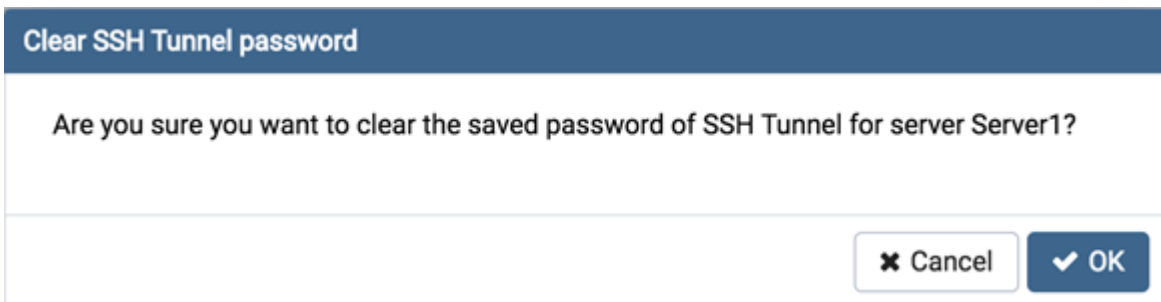 Clear SSH Tunnel password
Are you sure you want to clear the saved password of SSH Tunnel for server Server1?
✖ Cancel ✔ OK